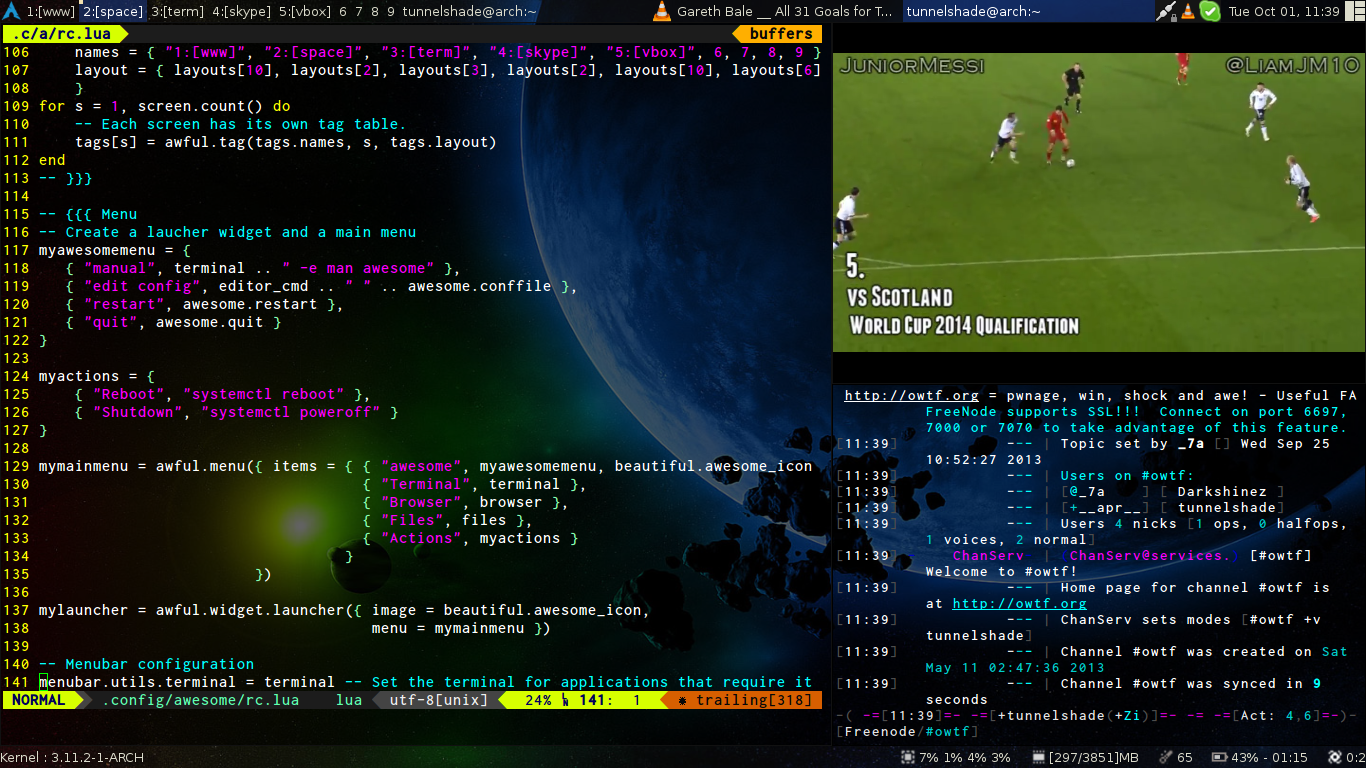 1:[www] 2:[space] 3:[term] 4:[skype] 5:[vbox] 6 7 8 9 tunnelshade@arch:~
Gareth Bale __ All 31 Goals for T...
tunnelshade@arch:~
Tue Oct 01, 11:39
.c/a/rc.lua
buffers
106 names = { "1:[www]", "2:[space]", "3:[term]", "4:[skype]", "5:[vbox]", 6, 7, 8, 9 }
107 layout = { layouts[10], layouts[2], layouts[3], layouts[2], layouts[10], layouts[6]
108 }
109 for s = 1, screen.count() do
110 -- Each screen has its own tag table.
111 tags[s] = awful.tag(tags.names, s, tags.layout)
112 end
113 -- }}}
114
115 -- {{{ Menu
116 -- Create a laucher widget and a main menu
117 myawesomemenu = {
118 { "manual", terminal .. " -e man awesome" },
119 { "edit config", editor_cmd .. " " .. awesome.conffile },
120 { "restart", awesome.restart },
121 { "quit", awesome.quit }
122 }
123
124 myactions = {
125 { "Reboot", "systemctl reboot" },
126 { "Shutdown", "systemctl poweroff" }
127 }
128
129 mymainmenu = awful.menu({ items = { { "awesome", myawesomemenu, beautiful.awesome_icon
130 { "Terminal", terminal },
131 { "Browser", browser },
132 { "Files", files },
133 { "Actions", myactions }
134 }
135 })
136
137 mylauncher = awful.widget.launcher({ image = beautiful.awesome_icon,
138 menu = mymainmenu })
139
140 -- Menubar configuration
141 menubar.utils.terminal = terminal -- Set the terminal for applications that require it
NORMAL .config/awesome/rc.lua lua utf-8[unix] 24% 141: 1 trailing[318]
JuniorMessi
@LiamJM10
5.
vs Scotland
World Cup 2014 Qualification
http://owtf.org = pwnage, win, shock and awe! - Useful FA
FreeNode supports SSL!!! Connect on port 6697,
7000 or 7070 to take advantage of this feature.
[11:39] --- | Topic set by _7a [] Wed Sep 25
10:52:27 2013
[11:39] --- | Users on #owtf:
[11:39] --- | [@_7a ] [ Darkshinez ]
[11:39] --- | [+__apr__] [ tunnelshade]
[11:39] --- | Users 4 nicks [1 ops, 0 halfops,
1 voices, 2 normal]
[11:39] ChanServ | ChanServ@services. [#owtf]
Welcome to #owtf!
[11:39] --- | Home page for channel #owtf is
at http://owtf.org
[11:39] --- | ChanServ sets modes [#owtf +v
tunnelshade]
[11:39] --- | Channel #owtf was created on Sat
May 11 02:47:36 2013
[11:39] --- | Channel #owtf was synced in 9
seconds
-( -=[11:39]=- -=[+tunnelshade(+Zi)]=- -= -=[Act: 4,6]=-)-
[Freenode/#owtf]
Kernel : 3.11.2-1-ARCH
7% 1% 4% 3% [297/3851]MB 65 43% - 01:15 0:2